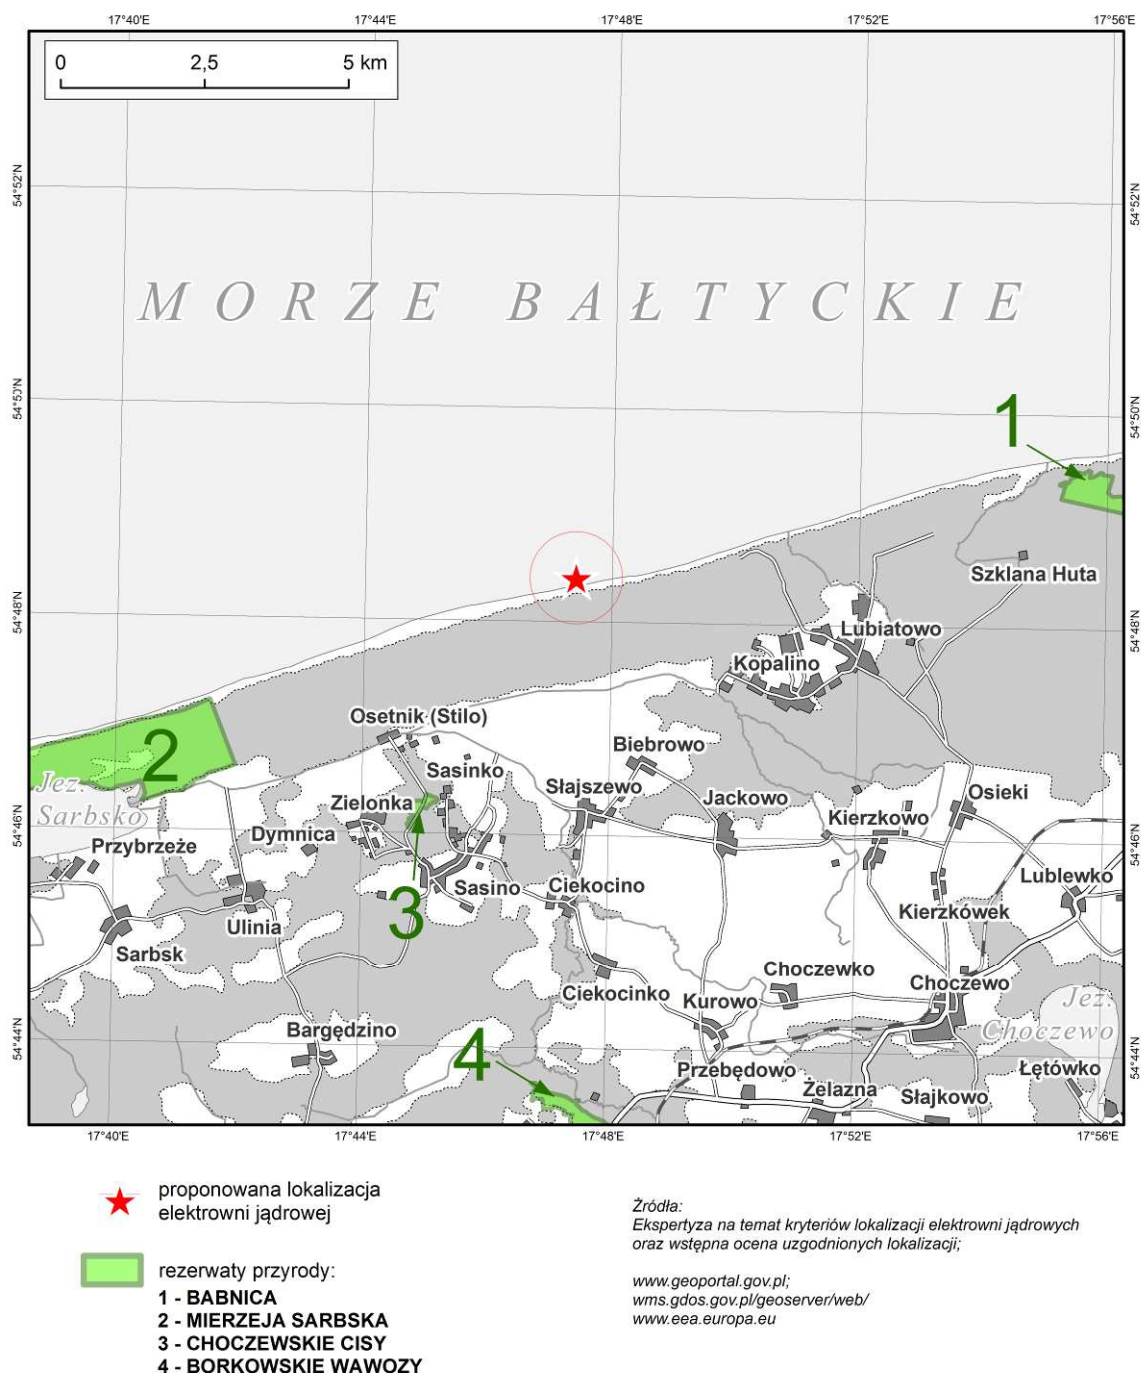 17°40'E 17°44'E 17°48'E 17°52'E 17°56'E
0 2,5 5 km
54°52'N 54°52'N
MORZE BAŁTYCKIE
54°50'N 54°50'N
1
Szklana Huta
54°48'N 54°48'N
Lubiatowo
Kopalino
Osetnik (Stilo)
Biebrowo
2
Sasinko
Jez.
Sarbsko
Słajszewo
Osieki
Zielonka
Jackowo
Kierzkowo
54°46'N 54°46'N
Dymnica
Przybrzeże
Lublewko
Sasino
Ciekocino
3
Kierzkówek
Ulinia
Sarbsk
Choczewko
Choczewo
Ciekocinko
Kurowo
Jez.
Choczewo
54°44'N 54°44'N
Bargędzino
4
Przebędowo
Łętówko
Żelazna
Słajkowo
17°40'E 17°44'E 17°48'E 17°52'E 17°56'E
proponowana lokalizacja
elektrowni jądrowej
rezerwaty przyrody:
1 - BABNICA
2 - MIERZEJA SARBSKA
3 - CHOCZEWSKIE CISY
4 - BORKOWSKIE WAWOZY
Źródła:
Ekspertyza na temat kryteriów lokalizacji elektrowni jądrowych
oraz wstępna ocena uzgodnionych lokalizacji;
www.geoportal.gov.pl;
wms.gdos.gov.pl/geoserver/web/
www.eea.europa.eu